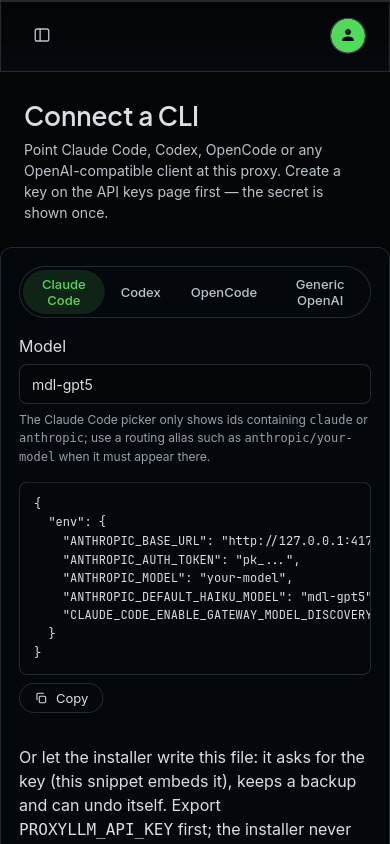 Connect a CLI
Point Claude Code, Codex, OpenCode or any
OpenAI-compatible client at this proxy. Create a
key on the API keys page first — the secret is
shown once.
Claude
Code
Codex
OpenCode
Generic
OpenAI
Model
mdl-gpt5
The Claude Code picker only shows ids containing claude or
anthropic; use a routing alias such as anthropic/your-
model when it must appear there.
{
  "env": {
    "ANTHROPIC_BASE_URL": "http://127.0.0.1:417
    "ANTHROPIC_AUTH_TOKEN": "pk_...",
    "ANTHROPIC_MODEL": "your-model",
    "ANTHROPIC_DEFAULT_HAIKU_MODEL": "mdl-gpt5"
    "CLAUDE_CODE_ENABLE_GATEWAY_MODEL_DISCOVERY
  }
}
Copy
Or let the installer write this file: it asks for the
key (this snippet embeds it), keeps a backup
and can undo itself. Export
PROXYLLM_API_KEY first; the installer never